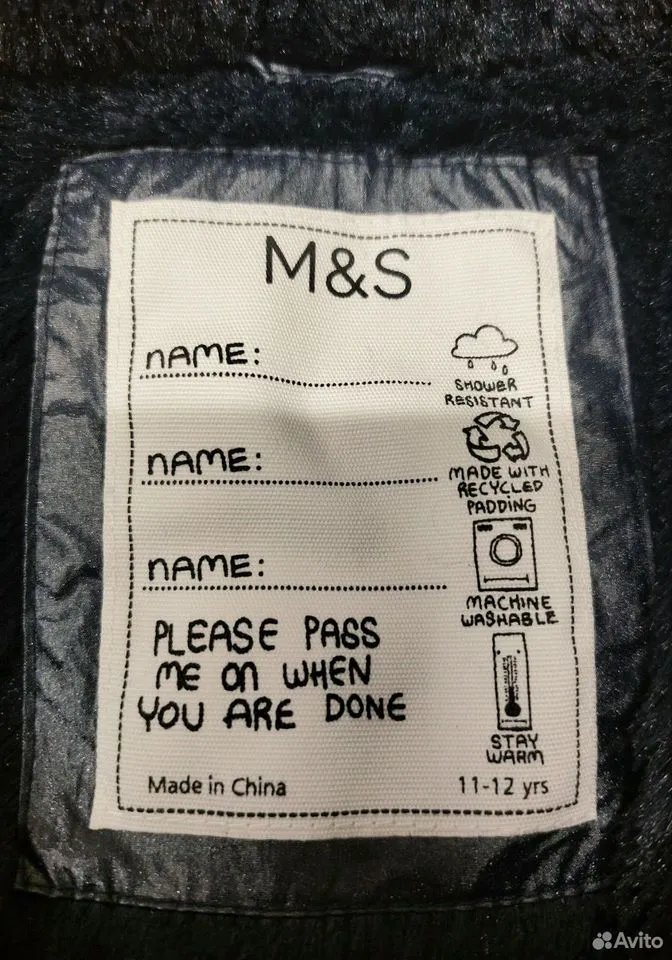 M&S
NAME:
SHOWER
RESISTANT
NAME:
MADE WITH
RECYCLED
PADDING
NAME:
MACHINE
WASHABLE
PLEASE PASS
ME ON WHEN
YOU ARE DONE
STAY
WARM
Made in China
11-12 yrs
Avito